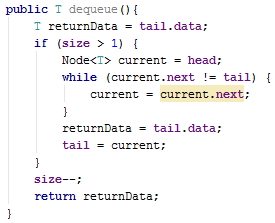 public T dequeue(){
    T returnData = tail.data;
    if (size > 1) {
        Node<T> current = head;
        while (current.next != tail) {
            current = current.next;
        }
        returnData = tail.data;
        tail = current;
    }
    size--;
    return returnData;
}